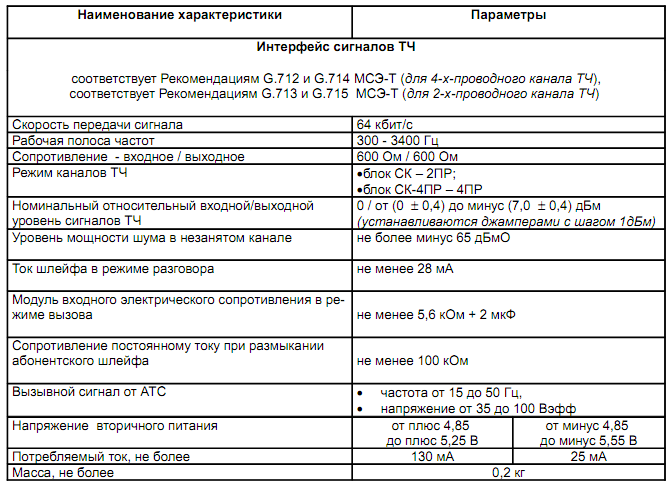 Наименование характеристики Параметры
Интерфейс сигналов ТЧ
соответствует Рекомендациям G.712 и G.714 МСЭ-Т (для 4-х-проводного канала ТЧ),
соответствует Рекомендациям G.713 и G.715 МСЭ-Т (для 2-х-проводного канала ТЧ)
Скорость передачи сигнала 64 кбит/с
Рабочая полоса частот 300 - 3400 Гц
Сопротивление - входное / выходное 600 Ом / 600 Ом
Режим каналов ТЧ •блок СК – 2ПР;
•блок СК-4ПР – 4ПР
Номинальный относительный входной/выходной 0 / от (0 ± 0,4) до минус (7,0 ± 0,4) дБм
уровень сигналов ТЧ (устанавливаются джамперами с шагом 1дБм)
Уровень мощности шума в незанятом канале не более минус 65 дБмО
Ток шлейфа в режиме разговора не менее 28 мА
Модуль входного электрического сопротивления в ре-
жиме вызова не менее 5,6 кОм + 2 мкФ
Сопротивление постоянному току при размыкании
абонентского шлейфа не менее 100 кОм
Вызывной сигнал от АТС • частота от 15 до 50 Гц,
• напряжение от 35 до 100 Вэфф
Напряжение вторичного питания от плюс 4,85 от минус 4,85
до плюс 5,25 В до минус 5,55 В
Потребляемый ток, не более 130 мА 25 мА
Масса, не более 0,2 кг